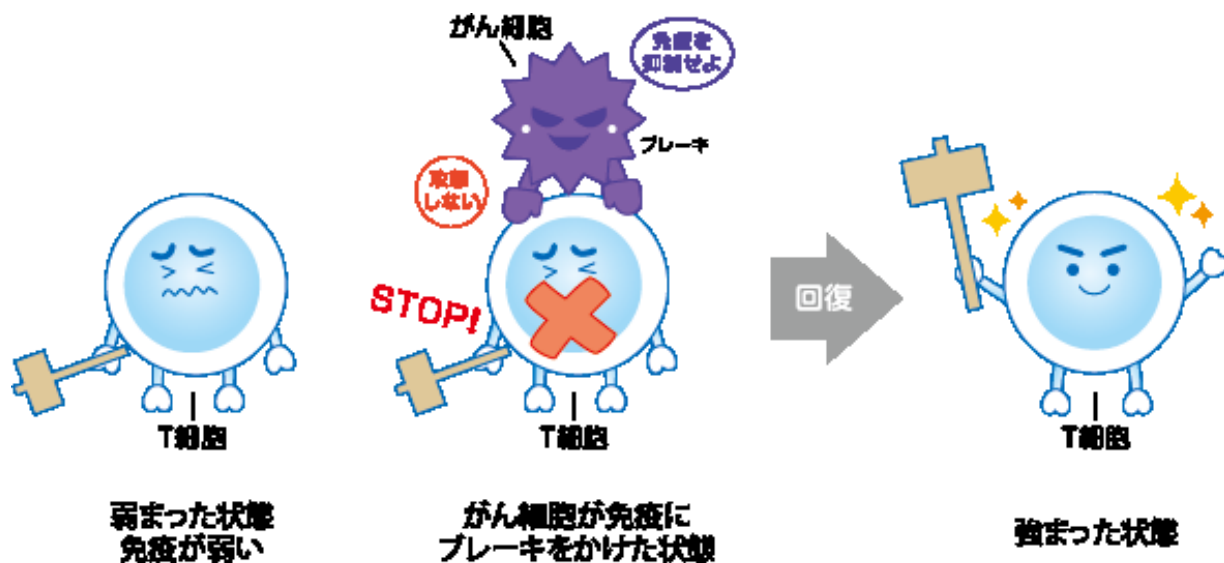 がん細胞
免疫を
抑制せよ
ブレーキ
攻撃
しない
STOP!
回復
T細胞
T細胞
T細胞
弱まった状態
免疫が弱い
がん細胞が免疫に
ブレーキをかけた状態
強まった状態